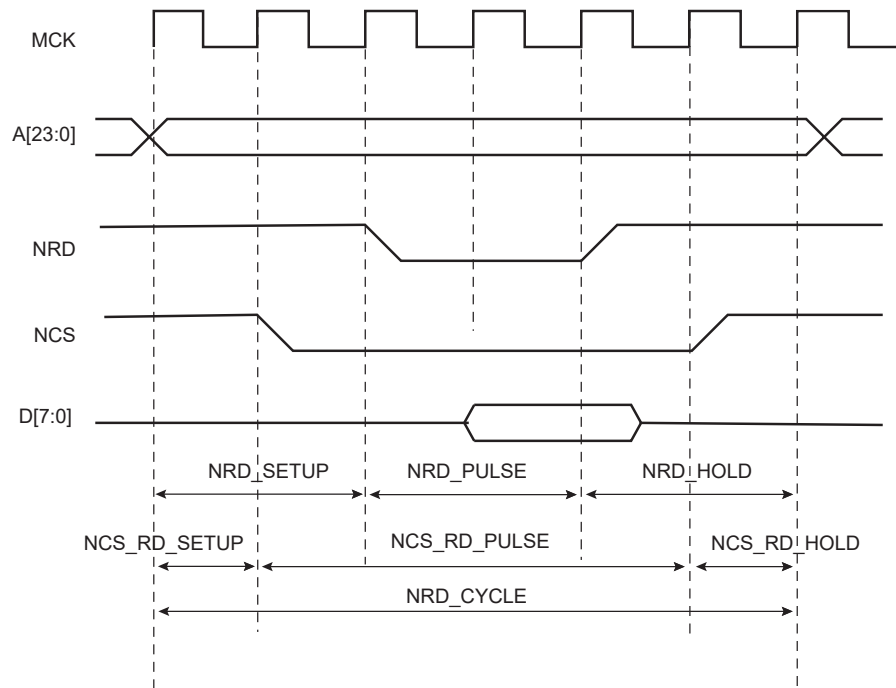 MCK
A[23:0]
NRD
NCS
D[7:0]
NRD_SETUP NRD_PULSE NRD_HOLD
NCS_RD_SETUP NCS_RD_PULSE NCS_RD_HOLD
NRD_CYCLE